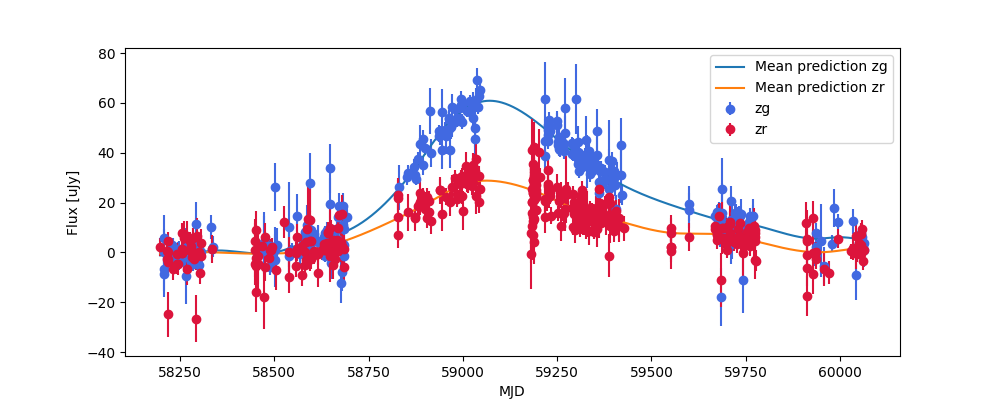 80
60
40
20
0
−20
−40
Flux [uJy]
58250
58500
58750
59000
59250
59500
59750
60000
MJD
Mean prediction zg
Mean prediction zr
zg
zr